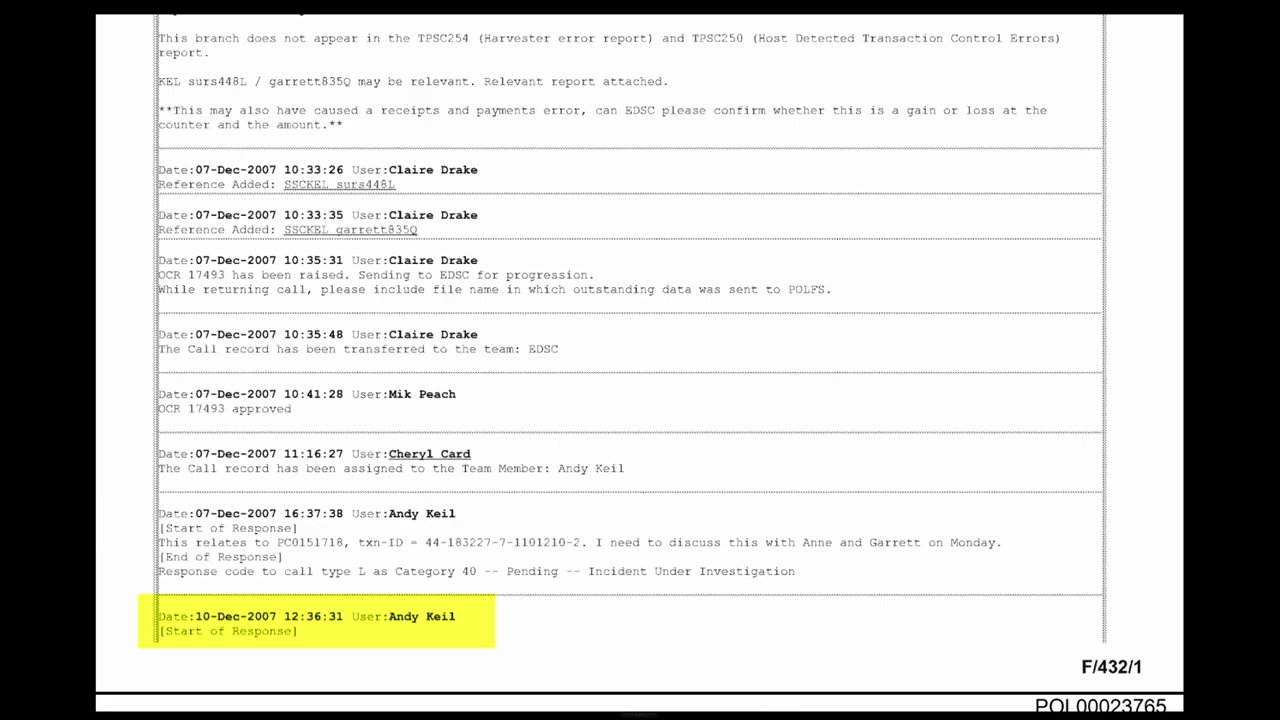 This branch does not appear in the TPSC254 (Harvester error report) and TPSC250 (Host Detected Transaction Control Errors)
report.
KEL surs448L / garrett835Q may be relevant. Relevant report attached.
**This may also have caused a receipts and payments error, can EDSC please confirm whether this is a gain or loss at the
counter and the amount.**
Date:07-Dec-2007 10:33:26 User:Claire Drake
Reference Added: SSCKEL surs448L
Date:07-Dec-2007 10:33:35 User:Claire Drake
Reference Added: SSCKEL garrett835Q
Date:07-Dec-2007 10:35:31 User:Claire Drake
OCR 17493 has been raised. Sending to EDSC for progression.
While returning call, please include file name in which outstanding data was sent to POLFS.
Date:07-Dec-2007 10:35:48 User:Claire Drake
The Call record has been transferred to the team: EDSC
Date:07-Dec-2007 10:41:28 User:Mik Peach
OCR 17493 approved
Date:07-Dec-2007 11:16:27 User:Cheryl Card
The Call record has been assigned to the Team Member: Andy Keil
Date:07-Dec-2007 16:37:38 User:Andy Keil
[Start of Response]
This relates to PC0151718, txn-ID = 44-183227-7-1101210-2. I need to discuss this with Anne and Garrett on Monday.
[End of Response]
Response code to call type L as Category 40 -- Pending -- Incident Under Investigation
Date:10-Dec-2007 12:36:31 User:Andy Keil
[Start of Response]
F/432/1
POL00023765